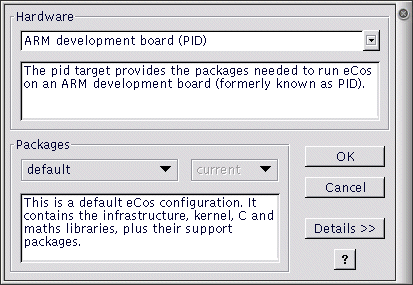 Hardware
ARM development board (PID)
The pid target provides the packages needed to run eCos
on an ARM development board (formerly known as PID).
Packages
default
current
This is a default eCos configuration. It
contains the infrastructure, kernel, C and
maths libraries, plus their support
packages.
OK
Cancel
Details >>
?